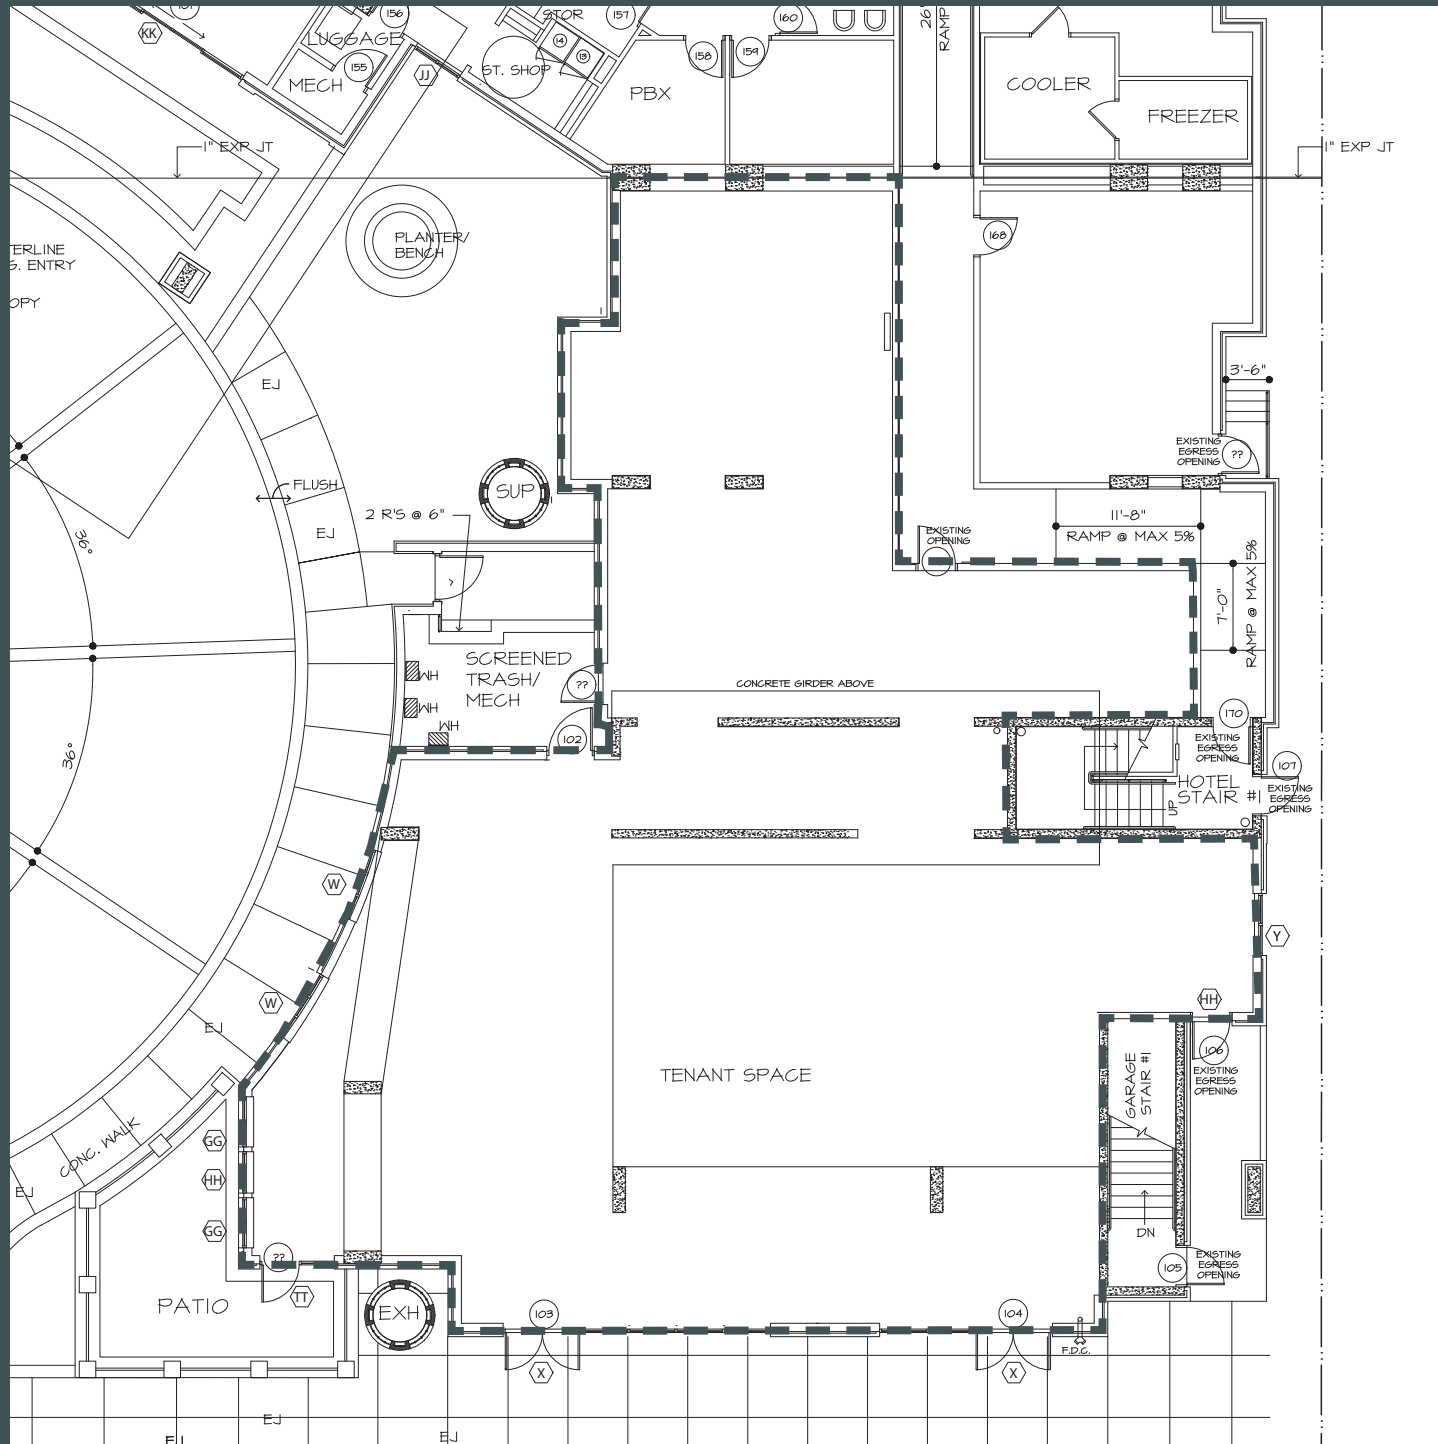 156
STOR
157
160
26'
RAMP
KK
LUGGAGE
14
13
158
159
155
JJ
ST. SHOP
MECH
PBX
COOLER
FREEZER
1" EXP JT
1" EXP JT
PLANTER/
BENCH
168
TERLINE
S. ENTRY
OPY
3'-6"
EJ
EXISTING
EGRESS
OPENING
??
FLUSH
SUP
2 R'S @ 6"
11'-8"
RAMP @ MAX 5%
EJ
EXISTING
OPENING
36°
7'-0"
RAMP @ MAX 5%
SCREENED
TRASH/
MECH
WH
WH
WH
??
CONCRETE GIRDER ABOVE
102
170
EXISTING
EGRESS
OPENING
107
HOTEL
STAIR #1
EXISTING
EGRESS
OPENING
UP
36°
W
Y
W
HH
EJ
106
EXISTING
EGRESS
OPENING
TENANT SPACE
GARAGE
STAIR #1
CONC. WALK
GG
HH
EJ
GG
DN
??
105
EXISTING
EGRESS
OPENING
TT
PATIO
EXH
103
104
F.D.C.
X
X
EJ
EJ
EJ